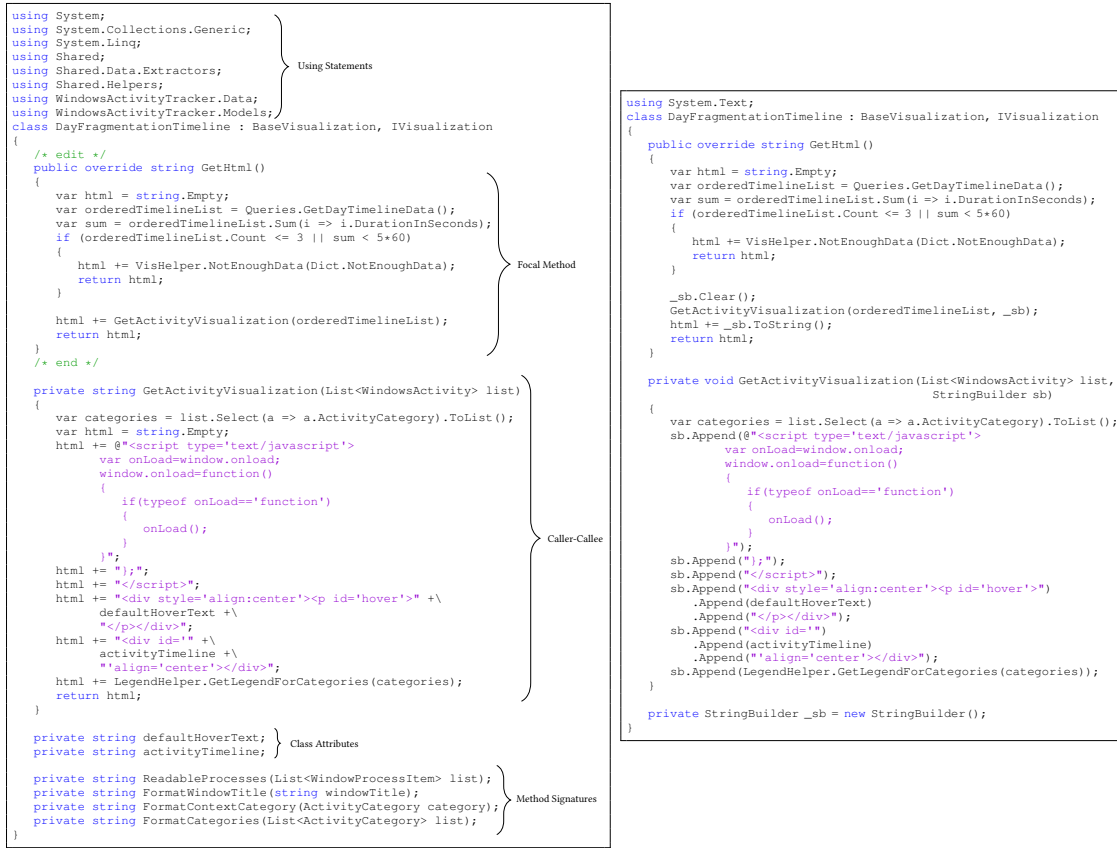 using System;
using System.Collections.Generic;
using System.Linq;
using Shared;
using Shared.Data.Extractors;
using Shared.Helpers;
using WindowsActivityTracker.Data;
using WindowsActivityTracker.Models;
Using Statements
class DayFragmentationTimeline : BaseVisualization, IVisualization
{
/* edit */
public override string GetHtml()
{
var html = string.Empty;
var orderedTimelineList = Queries.GetDayTimelineData();
var sum = orderedTimelineList.Sum(i => i.DurationInSeconds);
if (orderedTimelineList.Count <= 3 || sum < 5*60)
{
html += VisHelper.NotEnoughData(Dict.NotEnoughData);
return html;
}
html += GetActivityVisualization(orderedTimelineList);
return html;
}
Focal Method
/* end */
private string GetActivityVisualization(List<WindowsActivity> list)
{
var categories = list.Select(a => a.ActivityCategory).ToList();
var html = string.Empty;
html += @"<script type='text/javascript'>
var onLoad=window.onload;
window.onload=function()
{
if(typeof onLoad=='function')
{
onLoad();
}
}";
html += "};";
html += "</script>";
html += "<div style='align:center'><p id='hover'>" +\
defaultHoverText +\
"</p></div>";
html += "<div id='" +\
activityTimeline +\
"'align='center'></div>";
html += LegendHelper.GetLegendForCategories(categories);
return html;
}
Caller-Callee
private string defaultHoverText;
private string activityTimeline;
Class Attributes
private string ReadableProcesses(List<WindowProcessItem> list);
private string FormatWindowTitle(string windowTitle);
private string FormatContextCategory(ActivityCategory category);
private string FormatCategories(List<ActivityCategory> list);
Method Signatures
}
using System.Text;
class DayFragmentationTimeline : BaseVisualization, IVisualization
{
public override string GetHtml()
{
var html = string.Empty;
var orderedTimelineList = Queries.GetDayTimelineData();
var sum = orderedTimelineList.Sum(i => i.DurationInSeconds);
if (orderedTimelineList.Count <= 3 || sum < 5*60)
{
html += VisHelper.NotEnoughData(Dict.NotEnoughData);
return html;
}
_sb.Clear();
GetActivityVisualization(orderedTimelineList, _sb);
html += _sb.ToString();
return html;
}
private void GetActivityVisualization(List<WindowsActivity> list,
StringBuilder sb)
{
var categories = list.Select(a => a.ActivityCategory).ToList();
sb.Append(@"<script type='text/javascript'>
var onLoad=window.onload;
window.onload=function()
{
if(typeof onLoad=='function')
{
onLoad();
}
}");
sb.Append("};");
sb.Append("</script>");
sb.Append("<div style='align:center'><p id='hover'>")
.Append(defaultHoverText)
.Append("</p></div>");
sb.Append("<div id='")
.Append(activityTimeline)
.Append("'align='center'></div>");
sb.Append(LegendHelper.GetLegendForCategories(categories));
}
private StringBuilder _sb = new StringBuilder();
}